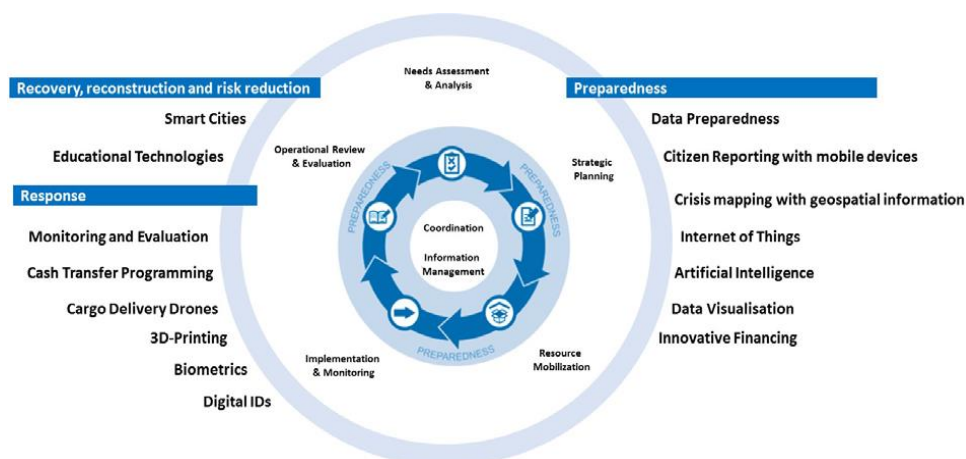 Needs Assessment
& Analysis
Recovery, reconstruction and risk reduction
Smart Cities
Educational Technologies
Response
Monitoring and Evaluation
Cash Transfer Programming
Cargo Delivery Drones
3D-Printing
Biometrics
Digital IDs
Operational Review
& Evaluation
PREPAREDNESS
PREPAREDNESS
Strategic
Planning
Coordination
Information
Management
PREPAREDNESS
Implementation
& Monitoring
Resource
Mobilization
Preparedness
Data Preparedness
Citizen Reporting with mobile devices
Crisis mapping with geospatial information
Internet of Things
Artificial Intelligence
Data Visualisation
Innovative Financing